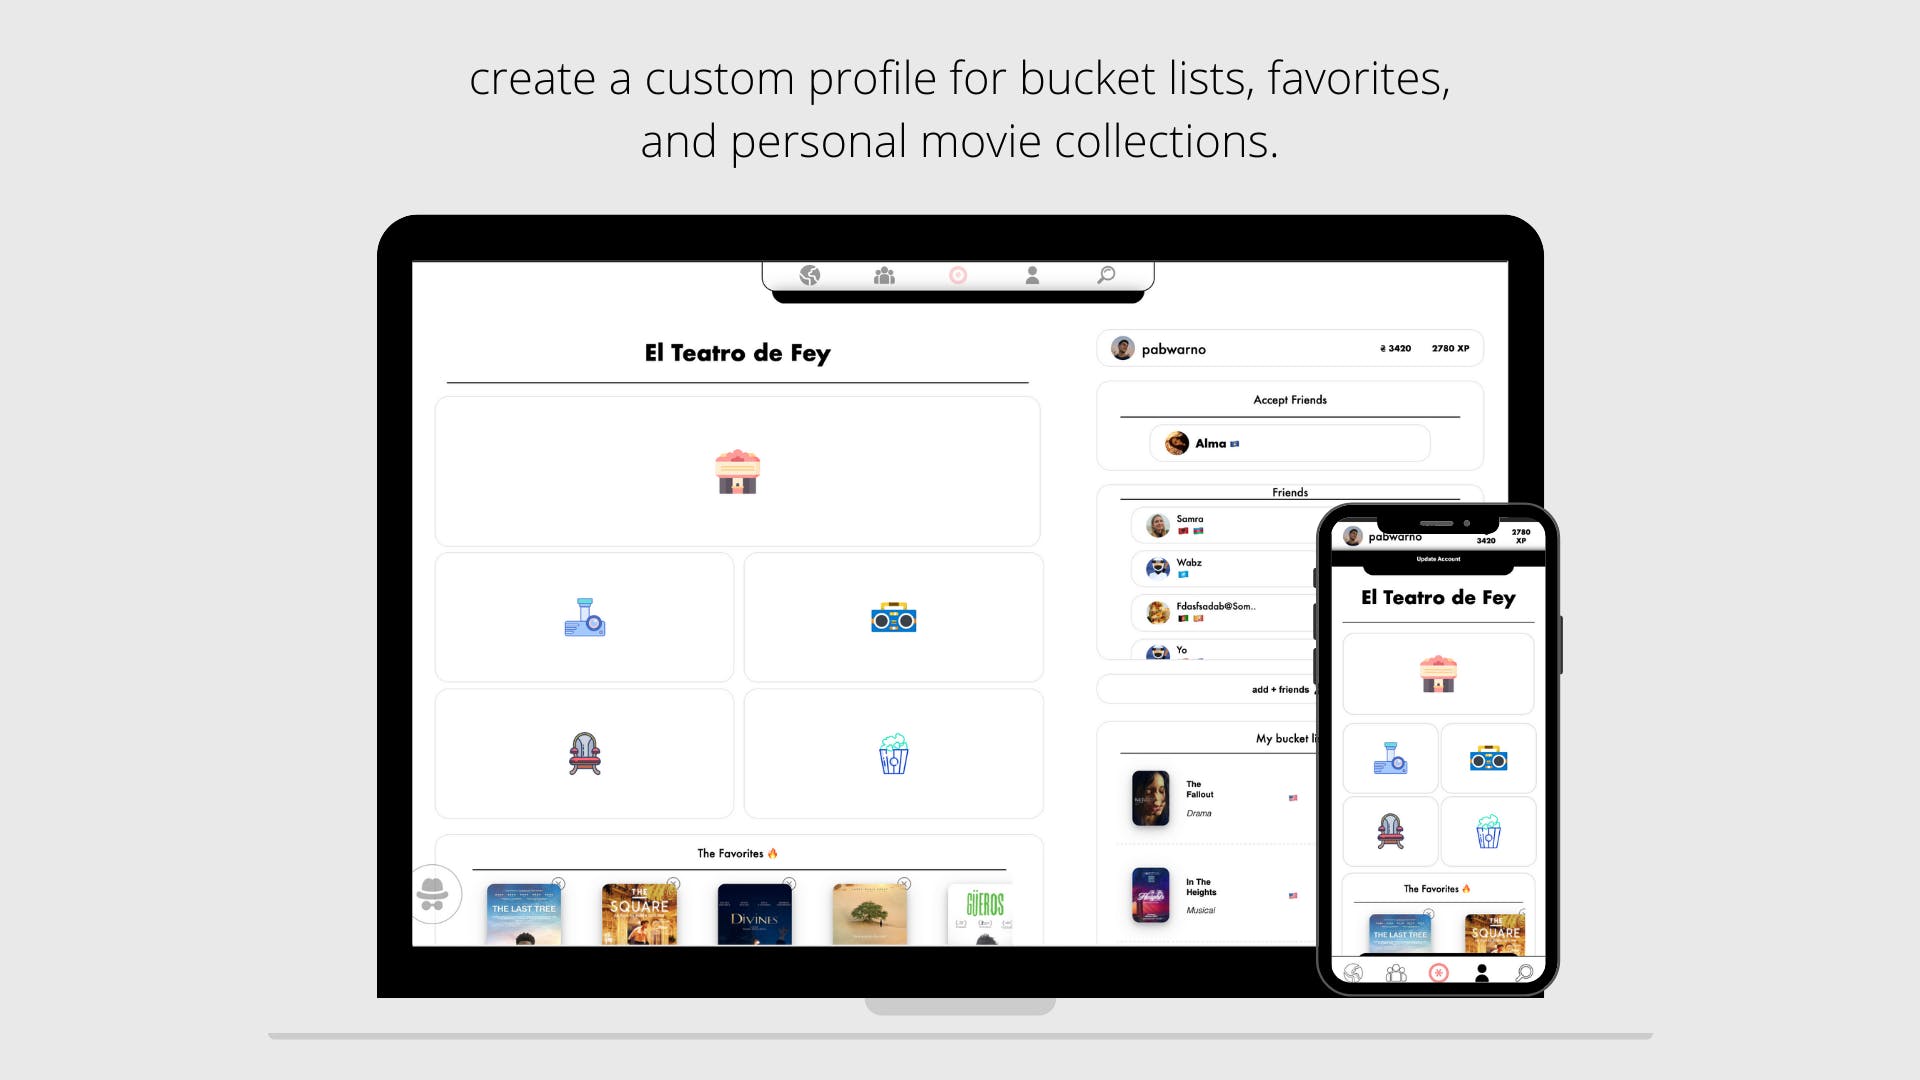 create a custom profile for bucket lists, favorites,
and personal movie collections.
El Teatro de Fey
pabwarno
₴ 3420
2780 XP
Accept Friends
Alma
Friends
Samra
Wabz
Fdasfsadab@Som..
Yo
add + friends
My bucket li
The
Fallout
Drama
In The
Heights
Musical
The Favorites 🔥
THE LAST TREE
THE
SQUARE
DIVINES
GÜEROS
pabwarno
3420
2780
XP
Update Account
El Teatro de Fey
The Favorites 🔥
THE LAST TREE
THE
SQUARE